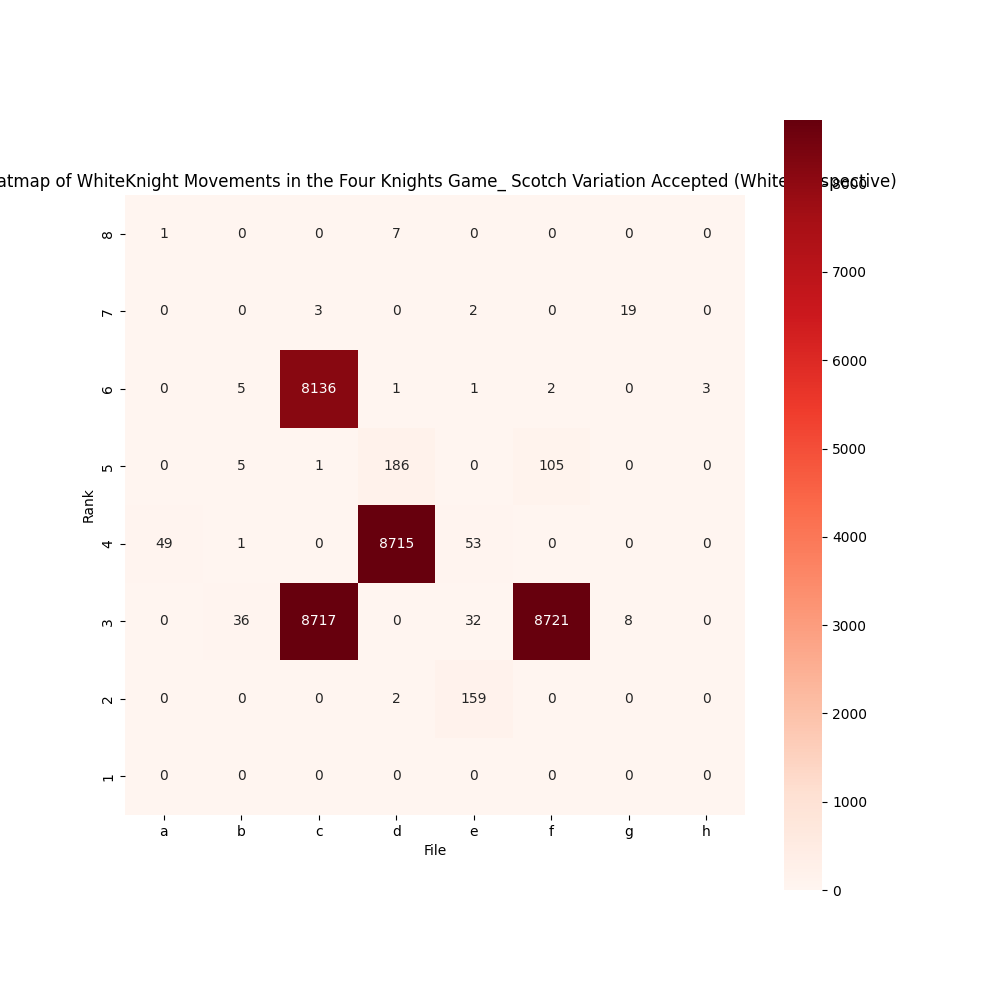 atmap of WhiteKnight Movements in the Four Knights Game_ Scotch Variation Accepted (White spective)
8000
7000
6000
5000
4000
3000
2000
1000
0
Rank
8 1 0 0 7 0 0 0 0
7 0 0 3 0 2 0 19 0
6 0 5 8136 1 1 2 0 3
5 0 5 1 186 0 105 0 0
4 49 1 0 8715 53 0 0 0
3 0 36 8717 0 32 8721 8 0
2 0 0 0 2 159 0 0 0
1 0 0 0 0 0 0 0 0
a b c d e f g h
File